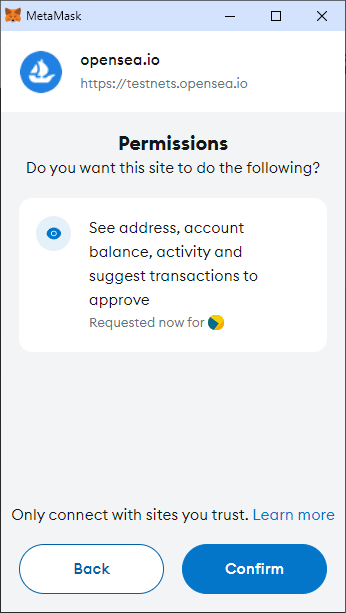 MetaMask
opensea.io
https://testnets.opensea.io
Permissions
Do you want this site to do the following?
See address, account
balance, activity and
suggest transactions to
approve
Requested now for
Only connect with sites you trust. Learn more
Back
Confirm